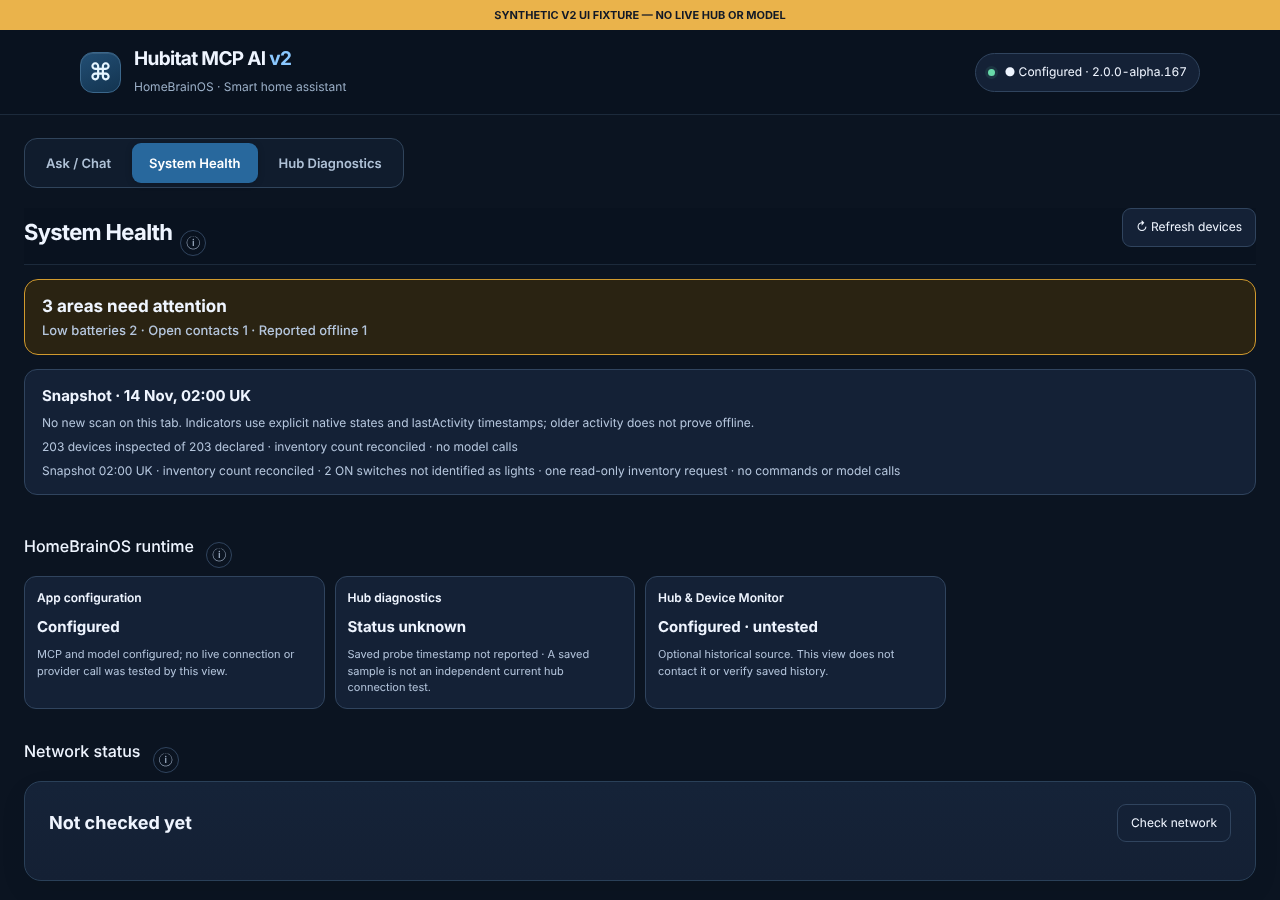 SYNTHETIC V2 UI FIXTURE — NO LIVE HUB OR MODEL
⌘
Hubitat MCP AI v2
HomeBrainOS · Smart home assistant
Configured · 2.0.0-alpha.167
Ask / Chat
System Health
Hub Diagnostics
System Health ⓘ
↻ Refresh devices
3 areas need attention
Low batteries 2 · Open contacts 1 · Reported offline 1
Snapshot · 14 Nov, 02:00 UK
No new scan on this tab. Indicators use explicit native states and lastActivity timestamps; older activity does not prove offline.
203 devices inspected of 203 declared · inventory count reconciled · no model calls
Snapshot 02:00 UK · inventory count reconciled · 2 ON switches not identified as lights · one read-only inventory request · no commands or model calls
HomeBrainOS runtime ⓘ
App configuration
Configured
MCP and model configured; no live connection or
provider call was tested by this view.
Hub diagnostics
Status unknown
Saved probe timestamp not reported · A saved
sample is not an independent current hub
connection test.
Hub & Device Monitor
Configured · untested
Optional historical source. This view does not
contact it or verify saved history.
Network status ⓘ
Not checked yet
Check network